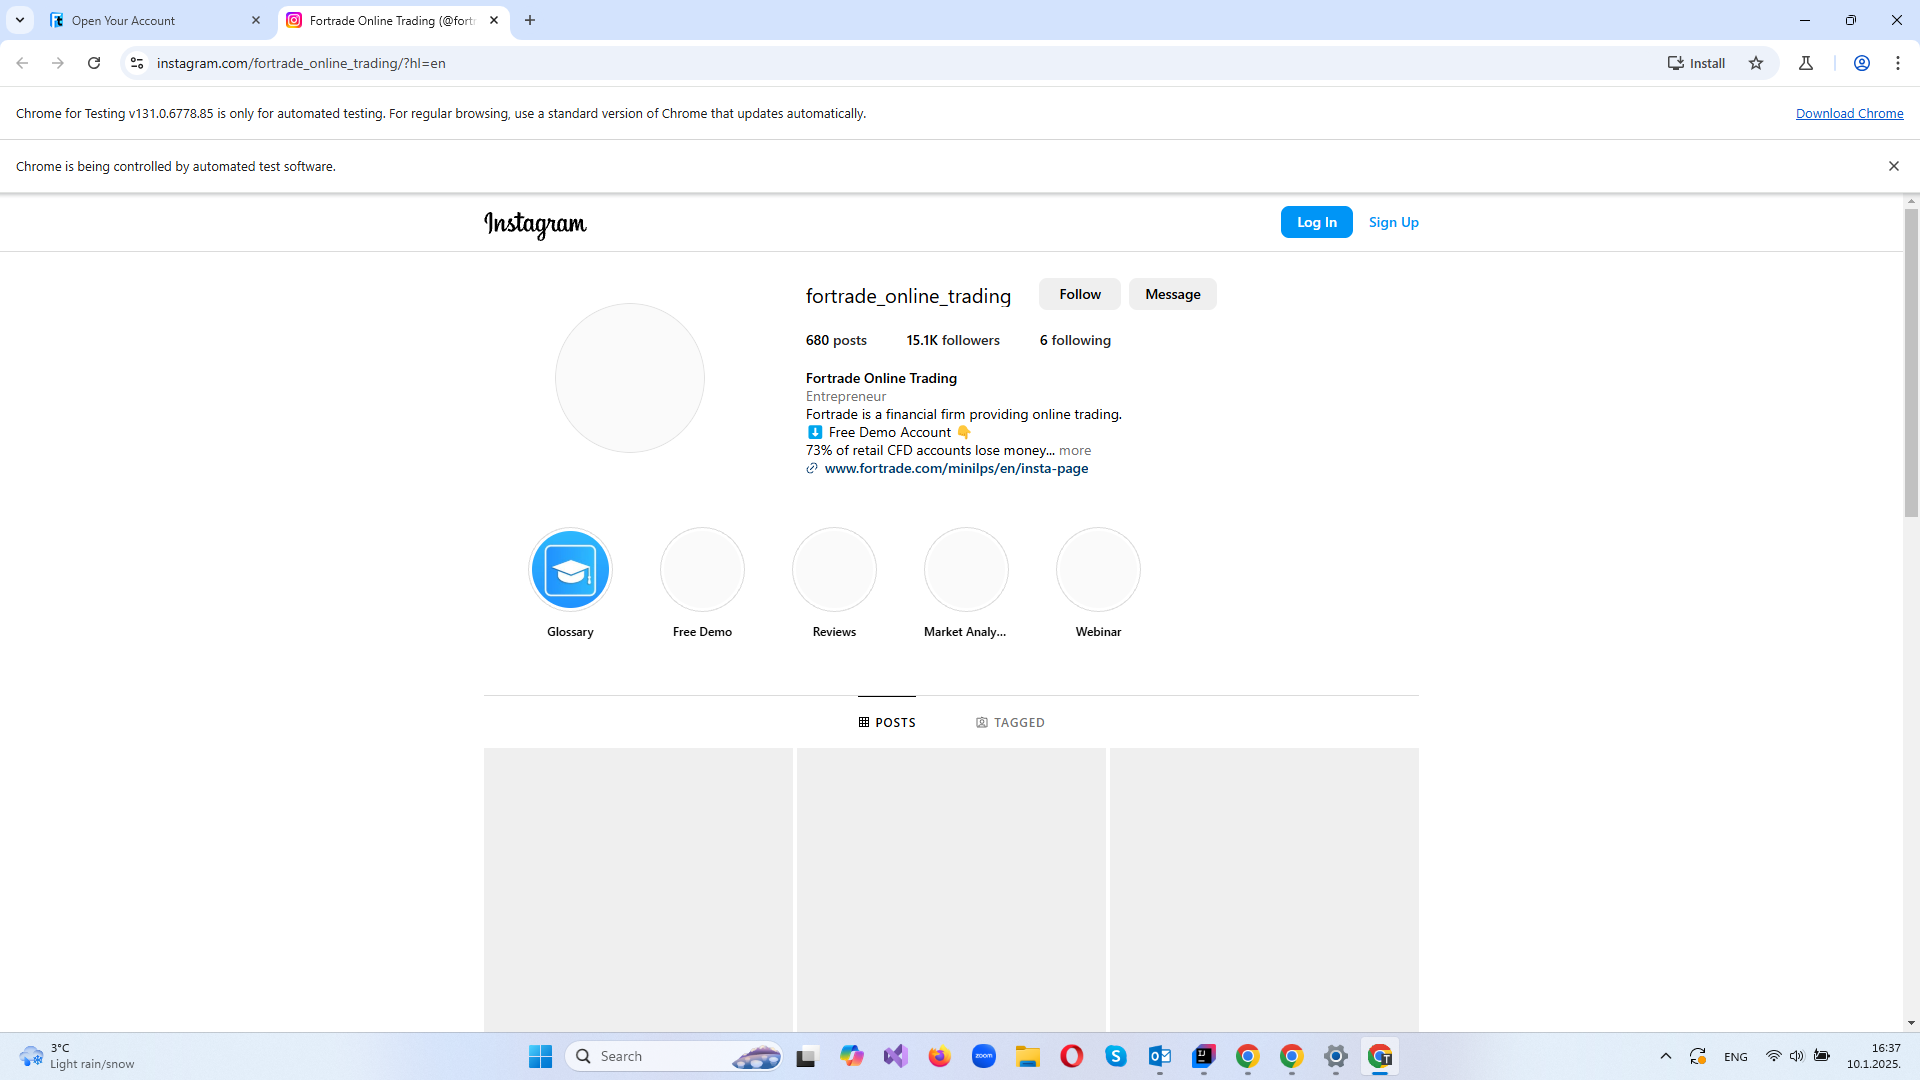 Open Your Account
Fortrade Online Trading (@fort
instagram.com/fortrade_online_trading/?hl=en
Install
Chrome for Testing v131.0.6778.85 is only for automated testing. For regular browsing, use a standard version of Chrome that updates automatically.
Download Chrome
Chrome is being controlled by automated test software.
Instagram
Log In
Sign Up
fortrade_online_trading
Follow
Message
680 posts
15.1K followers
6 following
Fortrade Online Trading
Entrepreneur
Fortrade is a financial firm providing online trading.
⬇️ Free Demo Account 👇
73% of retail CFD accounts lose money... more
www.fortrade.com/minilps/en/insta-page
Glossary
Free Demo
Reviews
Market Analy...
Webinar
POSTS
TAGGED
3°C
Light rain/snow
Search
zoom
ENG
16:37
10.1.2025.